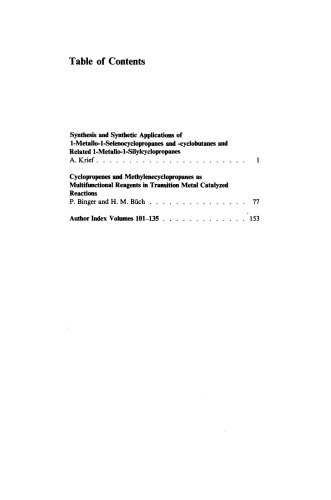 Table of Contents
Synthesis and Synthetic Applications of
1-Metallo-1-Selenocyclopropanes and -cyclobutanes and
Related 1-Metallo-1-Silylcyclopropanes
A. Krief . . . . . . . . . . . . . . . . . . . . . . . 1
Cyclopropenes and Methylenecyclopropanes as
Multifunctional Reagents in Transition Metal Catalyzed
Reactions
P. Binger and H. M. Büch . . . . . . . . . . . . . . . 77
Author Index Volumes 101–135 . . . . . . . . . . . . . 153